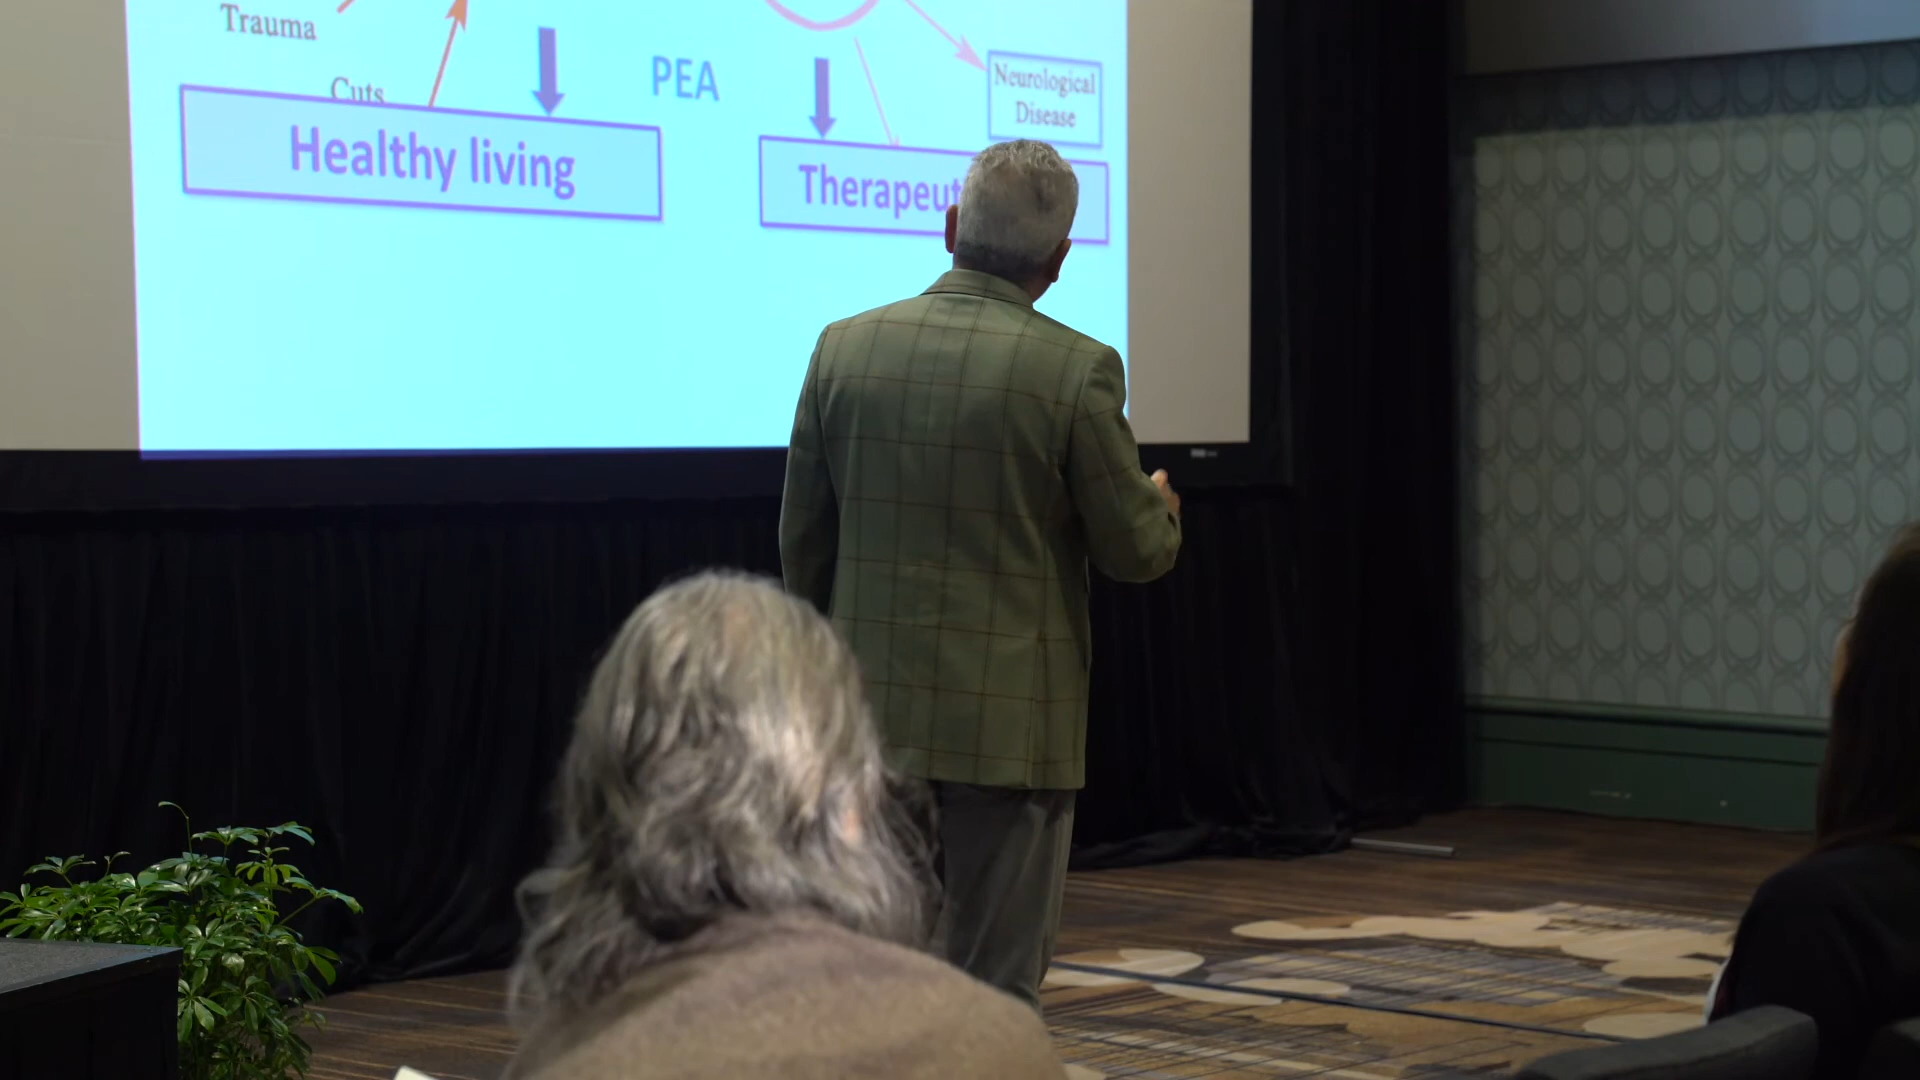 Trauma
Cuts
PEA
Neurological
Disease
Healthy living
Therapeut